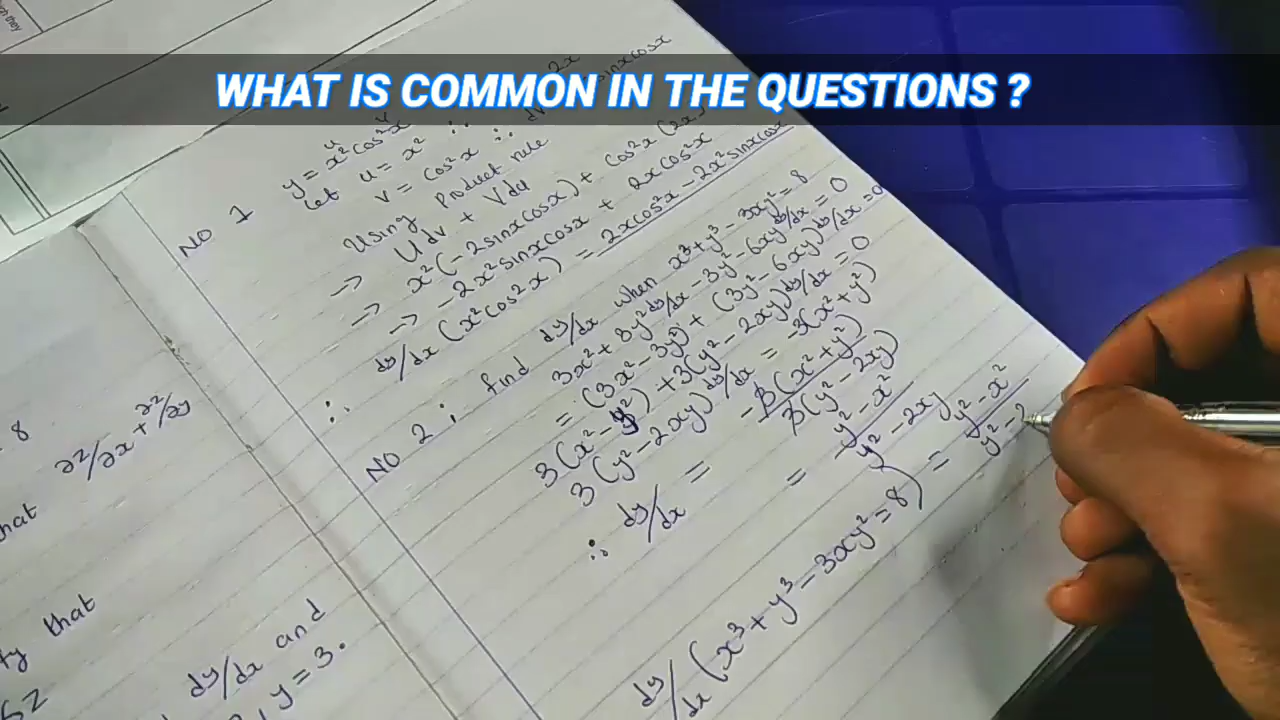 WHAT IS COMMON IN THE QUESTIONS ?
NO 1
u v
y = x² cos²x
Let u = x² ∴ 2x
v = cos²x ∴ dv sinxcosx
Using Product rule
⇒ Udv + Vdu
⇒ x²(-2sinxcosx) + cos²x (2x)
⇒ -2x²sinxcosx + 2xcos²x
∴ dy/dx (x²cos²x) = 2xcos²x - 2x²sinxcosx
NO 2 : find dy/dx when x³ + y³ - 3xy² = 8
3x² + 3y² dy/dx - 3y² - 6xy dy/dx = 0
= (3x² - 3y²) + (3y² - 6xy) dy/dx = 0
3(x² - y²) + 3(y² - 2xy) dy/dx = 0
3(y² - 2xy) dy/dx = -3(x² + y²)
∴ dy/dx = -3(x² + y²)
3(y² - 2xy)
= y² - x²
y² - 2xy
dy/dx (x³ + y³ - 3xy² = 8) = y² - x²
y² -
= 8
∂²/∂x + ∂²/∂y
that
that
dy/dx and
, y = 3.